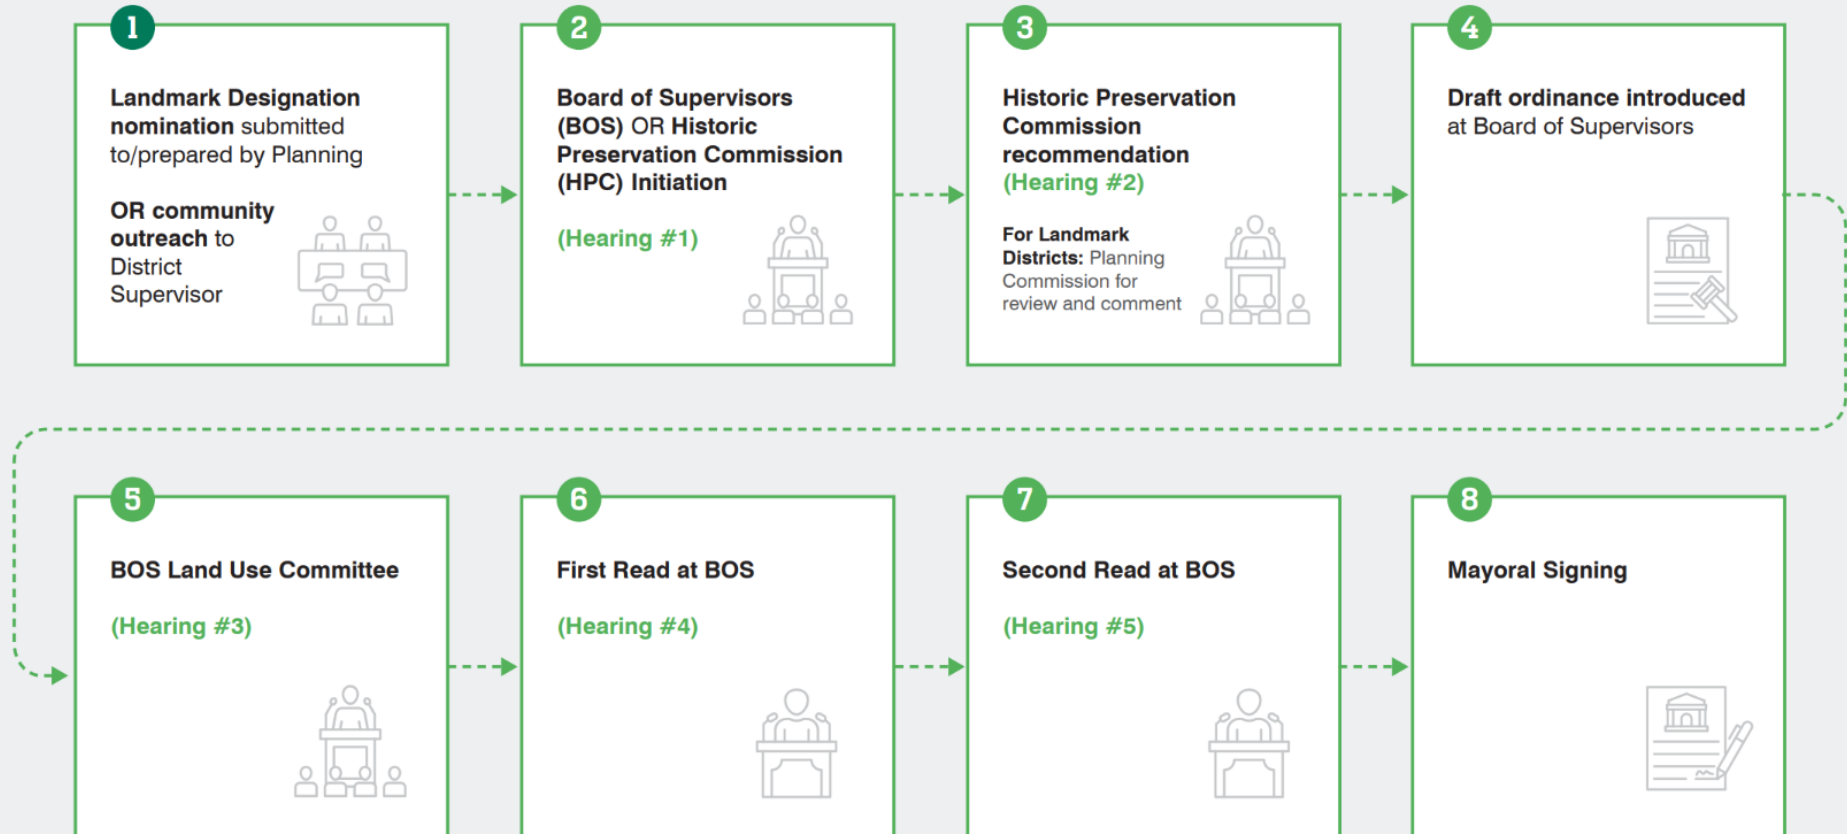 1
Landmark Designation
nomination submitted
to/prepared by Planning
OR community
outreach to
District
Supervisor
2
Board of Supervisors
(BOS) OR Historic
Preservation Commission
(HPC) Initiation
(Hearing #1)
3
Historic Preservation
Commission
recommendation
(Hearing #2)
For Landmark
Districts: Planning
Commission for
review and comment
4
Draft ordinance introduced
at Board of Supervisors
5
BOS Land Use Committee
(Hearing #3)
6
First Read at BOS
(Hearing #4)
7
Second Read at BOS
(Hearing #5)
8
Mayoral Signing